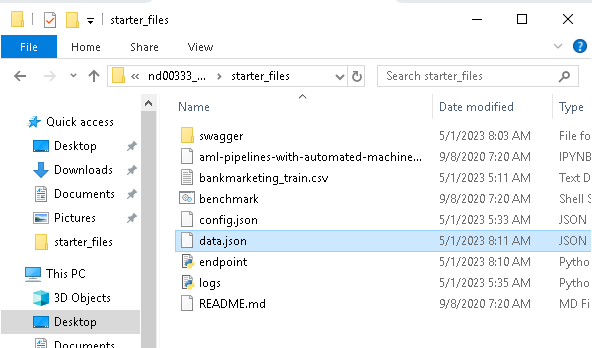 starter_files
File Home Share View
« nd00333_... starter_files Search starter_files
Name Date modified Type
Quick access
Desktop
Downloads
Documents
Pictures
starter_files
This PC
3D Objects
Desktop
Documents
swagger 5/1/2023 8:03 AM File fo
aml-pipelines-with-automated-machine... 9/8/2020 7:20 AM IPYNB
bankmarketing_train.csv 5/1/2023 5:11 AM Text D
benchmark 9/8/2020 7:20 AM Shell S
config.json 5/1/2023 5:33 AM JSON
data.json 5/1/2023 8:11 AM JSON
endpoint 5/1/2023 8:10 AM Pytho
logs 5/1/2023 5:35 AM Pytho
README.md 9/8/2020 7:20 AM MD Fi